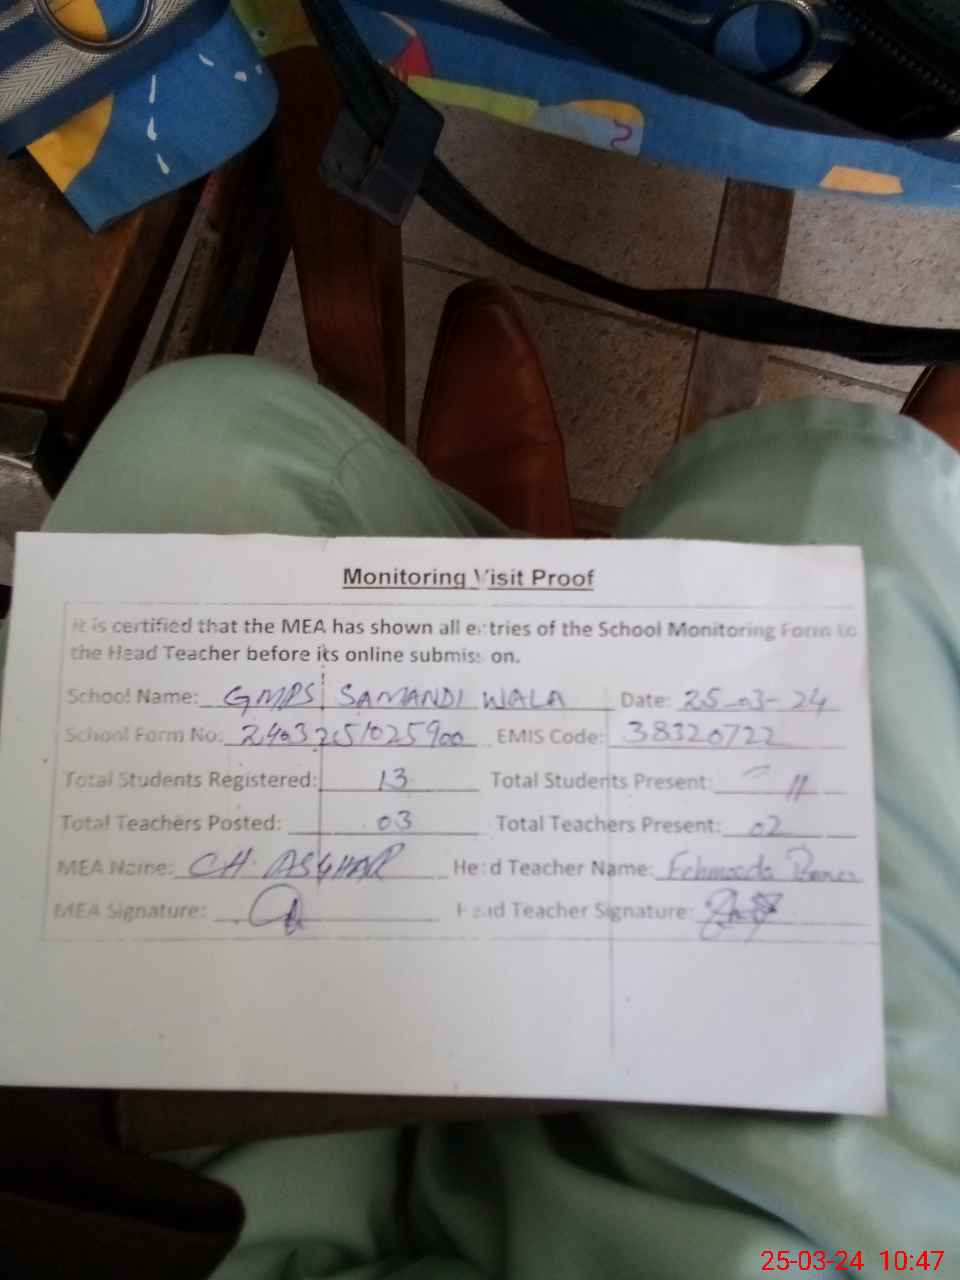 Monitoring Visit Proof
It is certified that the MEA has shown all entries of the School Monitoring Form to
the Head Teacher before its online submission.
School Name: GMPS SAMANDI WALA Date: 25-03-24
School Form No: 2403251025900 EMIS Code: 38320722
Total Students Registered: 13 Total Students Present: 11
Total Teachers Posted: 03 Total Teachers Present: 02
MEA Name: CH. ASGHAR Head Teacher Name:
MEA Signature: Head Teacher Signature:
25-03-24 10:47